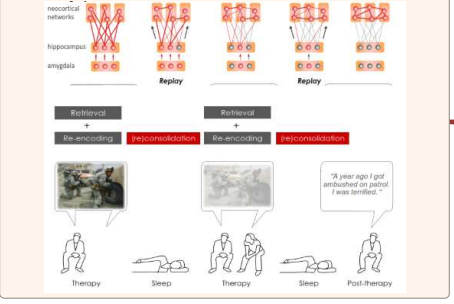 neocortical
networks
hippocampus
amygdala
Replay Replay
Retrieval Retrieval
+ +
Re-encoding (re)consolidation Re-encoding (re)consolidation
"A year ago I got
ambushed on patrol
I was terrified."
Therapy Sleep Therapy Sleep Post-therapy